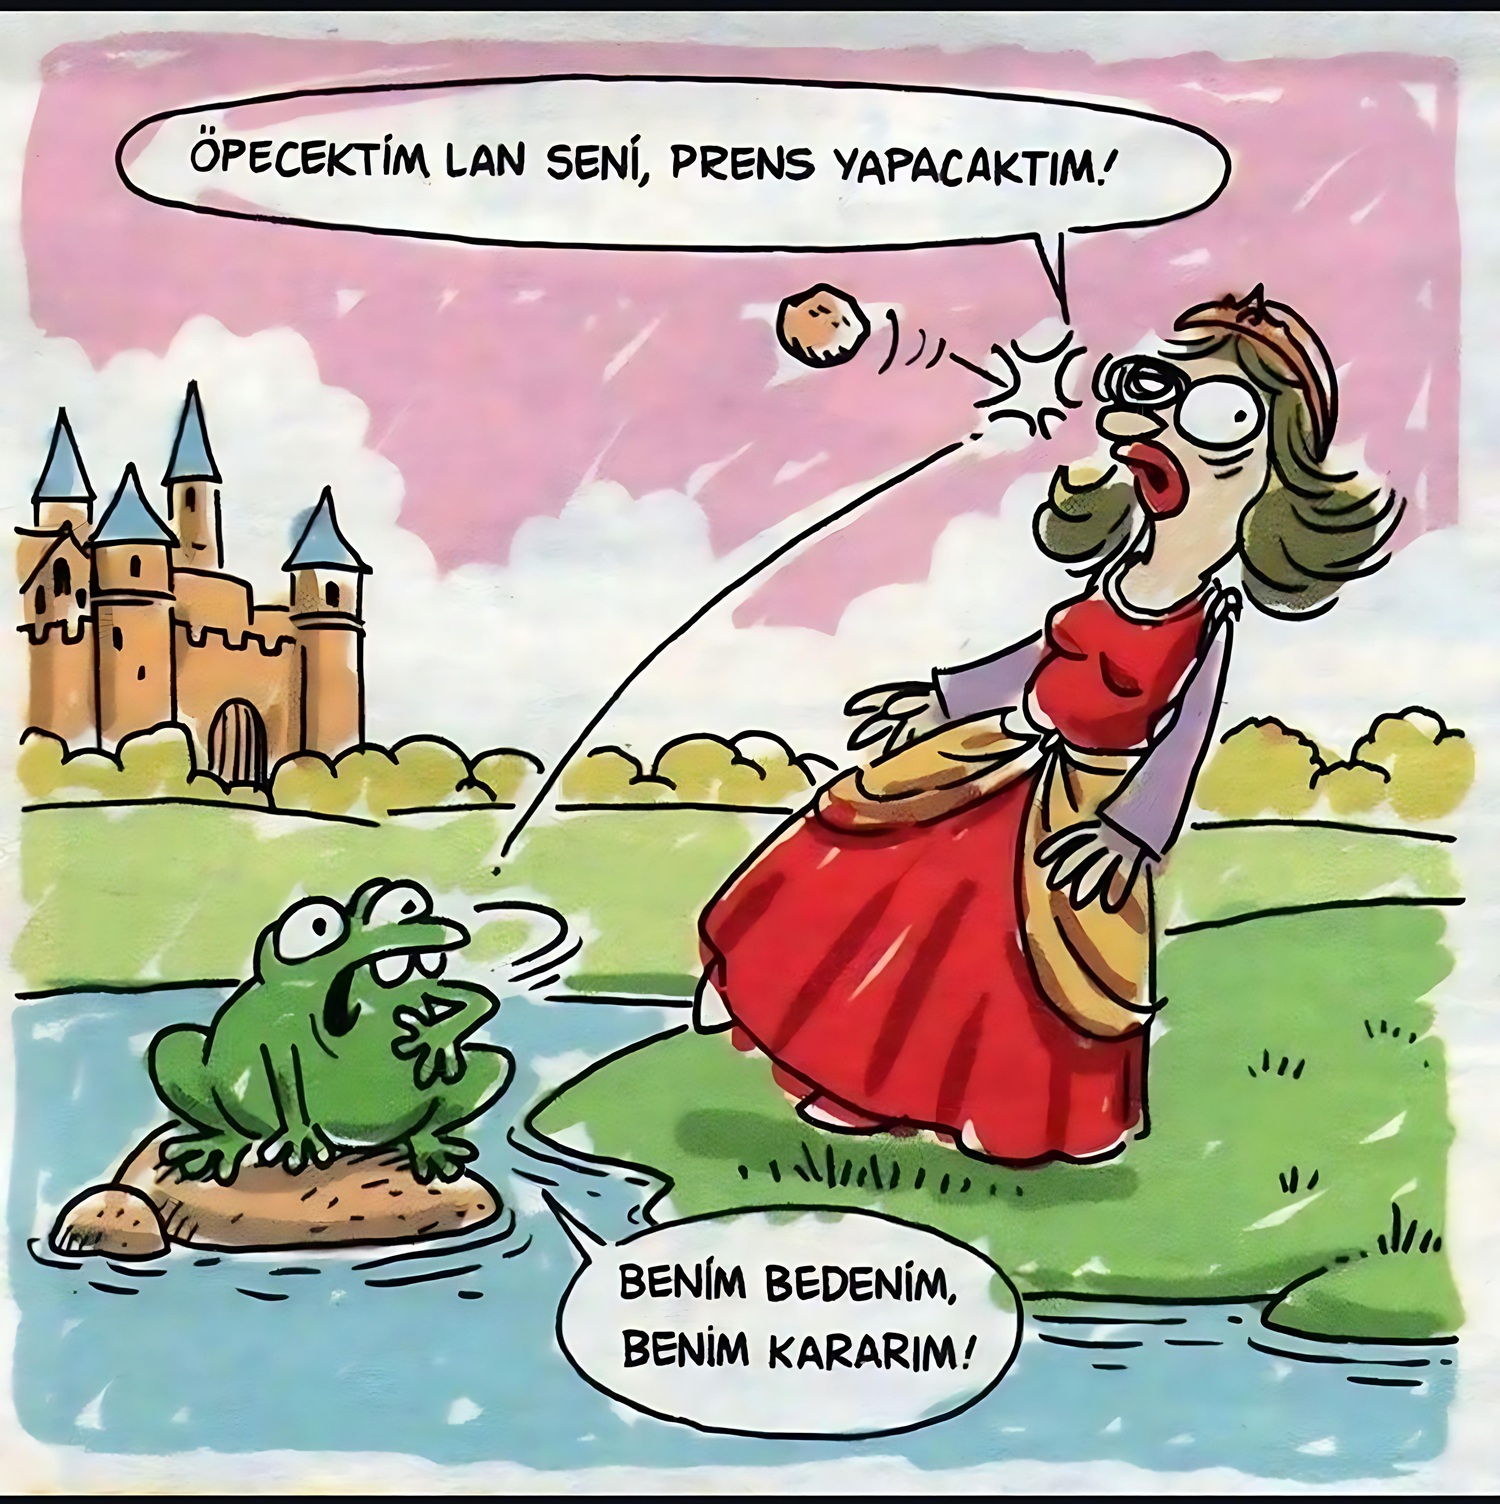 ÖPECEKTİM LAN SENİ, PRENS YAPACAKTIM!
BENİM BEDENİM,
BENİM KARARIM!